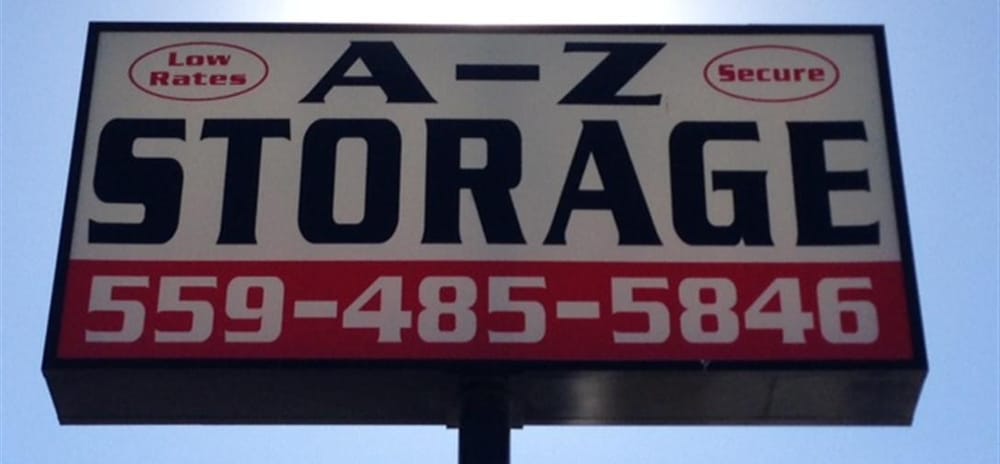 Low
Rates
A-Z
Secure
STORAGE
559-485-5846